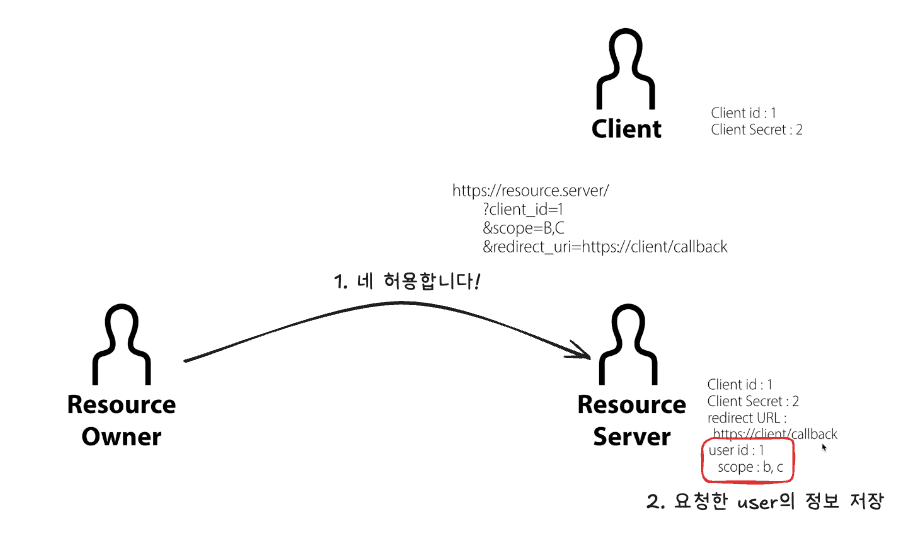 Client
Client id : 1
Client Secret : 2
https://resource.server/
?client_id=1
&scope=B,C
&redirect_uri=https://client/callback
1. 네 허용합니다!
Resource
Owner
Resource
Server
Client id : 1
Client Secret : 2
redirect URL :
https://client/callback
user id : 1
scope : b, c
2. 요청한 user의 정보 저장